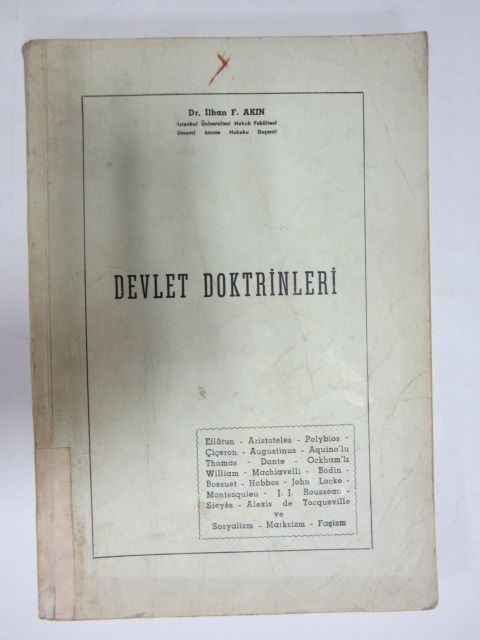 Dr. İlhan F. AKIN
İstanbul Üniversitesi Hukuk Fakültesi
Umumî Amme Hukuku Doçenti
DEVLET DOKTRİNLERİ
Eflâtun - Aristoteles - Polybios -
Çiçeron - Augustinus - Aquino'lu
Thomas - Dante - Ockham'lı
William - Machiavelli - Bodin -
Bossuet - Hobbes - John Locke -
Montesquieu - J. J. Rousseau -
Sieyès - Alexis de Tocqueville
ve
Sosyalizm - Marksizm - Faşizm